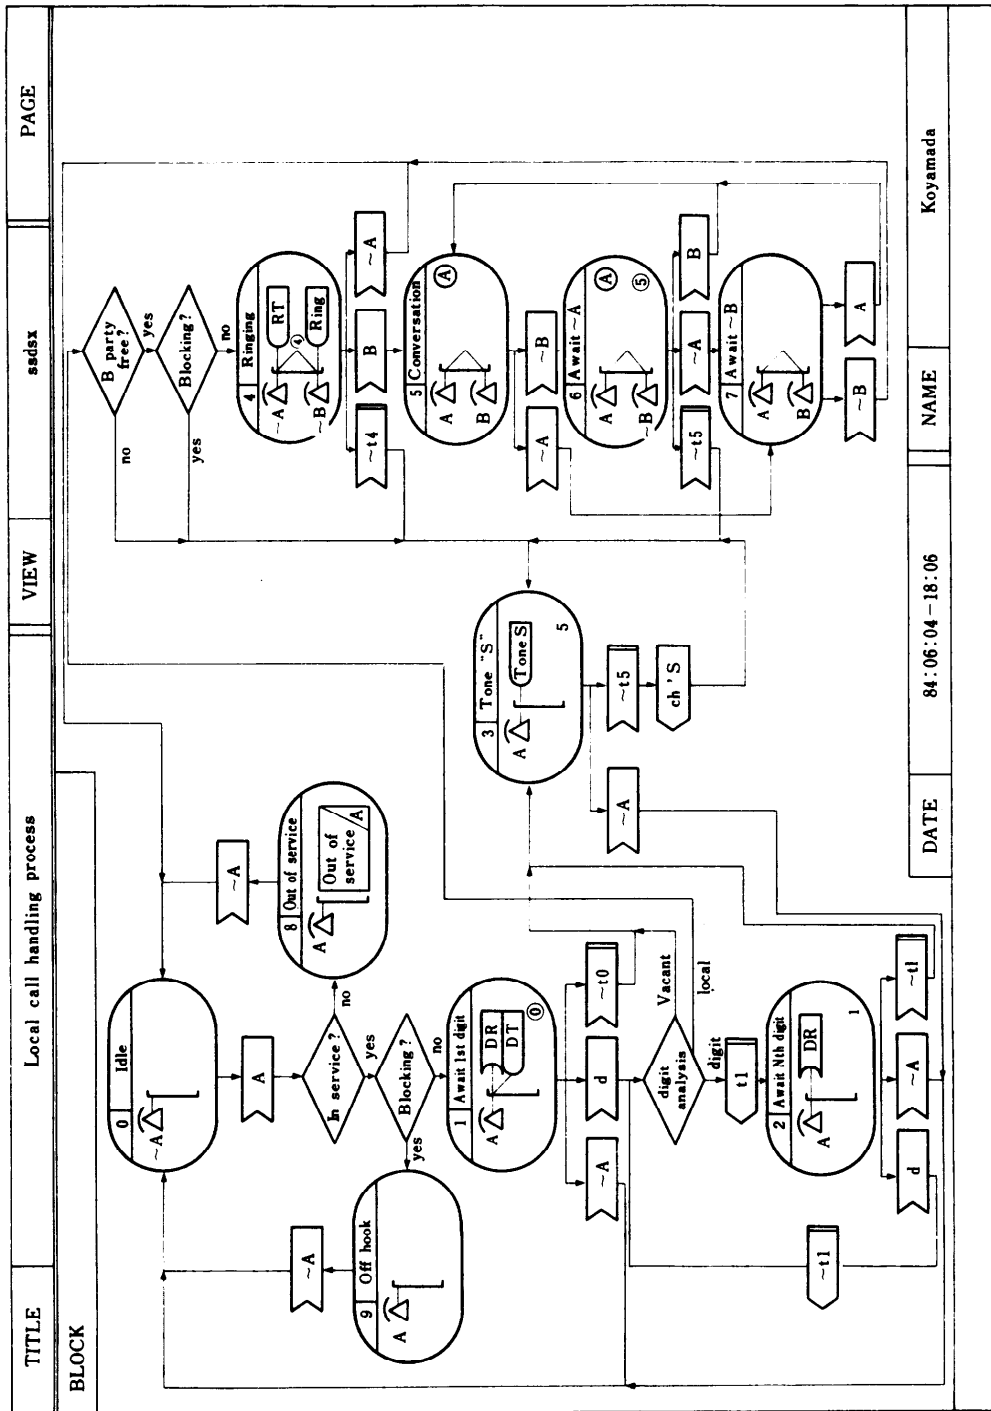 TITLE
Local call handling process
VIEW
ssdsx
PAGE
BLOCK
0
Idle
~A
A
In service ?
no
yes
8
Out of service
A
Out of
service
A
~A
Blocking ?
yes
no
9
Off hook
A
~A
1
Await 1st digit
A
DR
DT
0
~A
d
~t0
digit
analysis
Vacant
local
digit
t1
2
Await Nth digit
A
DR
1
d
~A
~t1
~t1
3
Tone "S"
A
Tone S
5
~A
~t5
ch 'S
B party
free ?
no
yes
Blocking ?
yes
no
4
Ringing
~A
RT
~B
Ring
4
~t4
B
~A
5
Conversation
A
A
B
~A
~B
6
Await ~A
A
A
~B
5
~t5
~A
B
7
Await ~B
A
B
~B
A
DATE
84:06:04-18:06
NAME
Koyamada